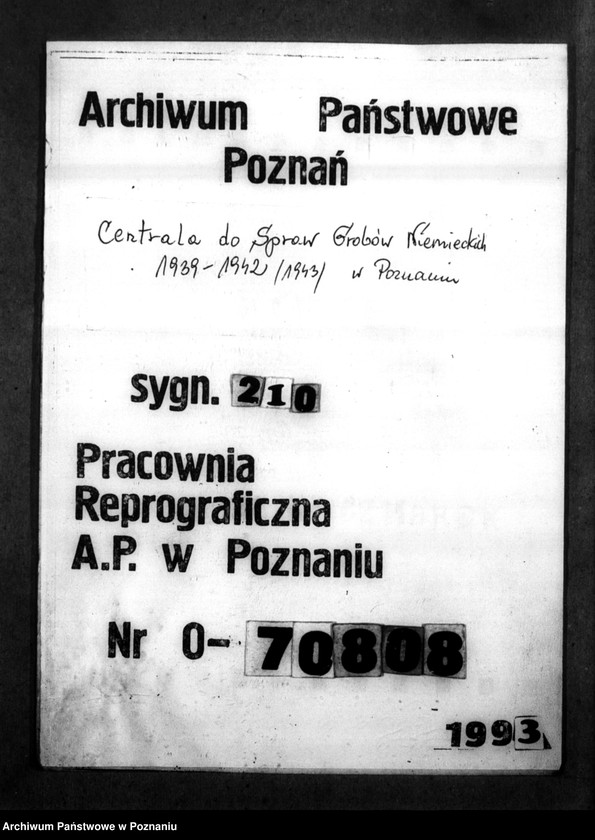 Archiwum Państwowe
Poznań
Centrala do Spraw Grobów Niemieckich
1939-1942/1943/ w Poznaniu
sygn. 210
Pracownia
Reprograficzna
A.P. w Poznaniu
Nr 0-70808
1993
Archiwum Państwowe w Poznaniu